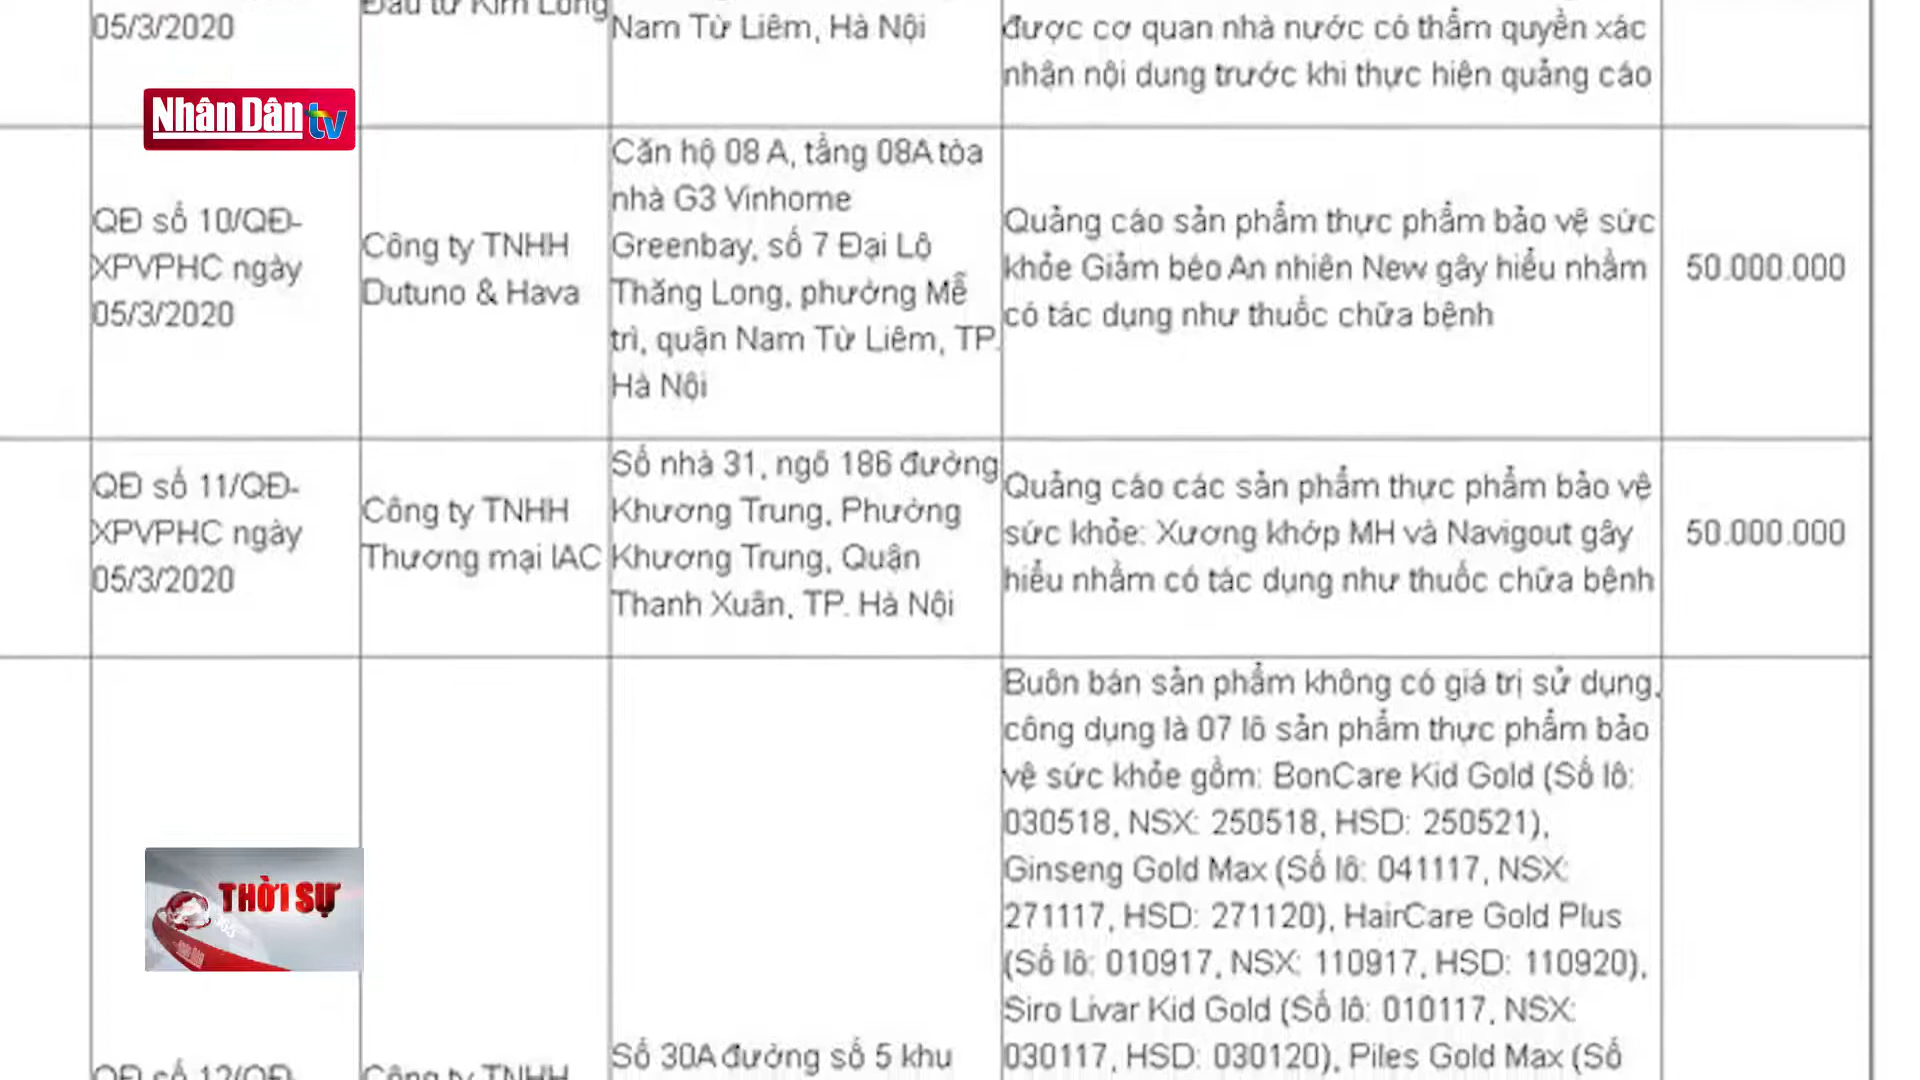 05/3/2020
Đầu tư Kim Long
Nam Từ Liêm, Hà Nội
được cơ quan nhà nước có thẩm quyền xác
nhận nội dung trước khi thực hiện quảng cáo
Nhân Dân tv
QĐ số 10/QĐ-
XPVPHC ngày
05/3/2020
Công ty TNHH
Dutuno & Hava
Căn hộ 08 A, tầng 08A tòa
nhà G3 Vinhome
Greenbay, số 7 Đại Lộ
Thăng Long, phường Mễ
trì, quận Nam Từ Liêm, TP.
Hà Nội
Quảng cáo sản phẩm thực phẩm bảo vệ sức
khỏe Giảm béo An nhiên New gây hiểu nhầm
có tác dụng như thuốc chữa bệnh
50.000.000
QĐ số 11/QĐ-
XPVPHC ngày
05/3/2020
Công ty TNHH
Thương mại IAC
Số nhà 31, ngõ 186 đường
Khương Trung, Phường
Khương Trung, Quận
Thanh Xuân, TP. Hà Nội
Quảng cáo các sản phẩm thực phẩm bảo vệ
sức khỏe: Xương khớp MH và Navigout gây
hiểu nhầm có tác dụng như thuốc chữa bệnh
50.000.000
QĐ số 12/QĐ-
Công ty TNHH
Số 30A đường số 5 khu
Buôn bán sản phẩm không có giá trị sử dụng,
công dụng là 07 lô sản phẩm thực phẩm bảo
vệ sức khỏe gồm: BonCare Kid Gold (Số lô:
030518, NSX: 250518, HSD: 250521),
Ginseng Gold Max (Số lô: 041117, NSX:
271117, HSD: 271120), HairCare Gold Plus
(Số lô: 010917, NSX: 110917, HSD: 110920),
Siro Livar Kid Gold (Số lô: 010117, NSX:
030117, HSD: 030120), Piles Gold Max (Số
THỜI SỰ